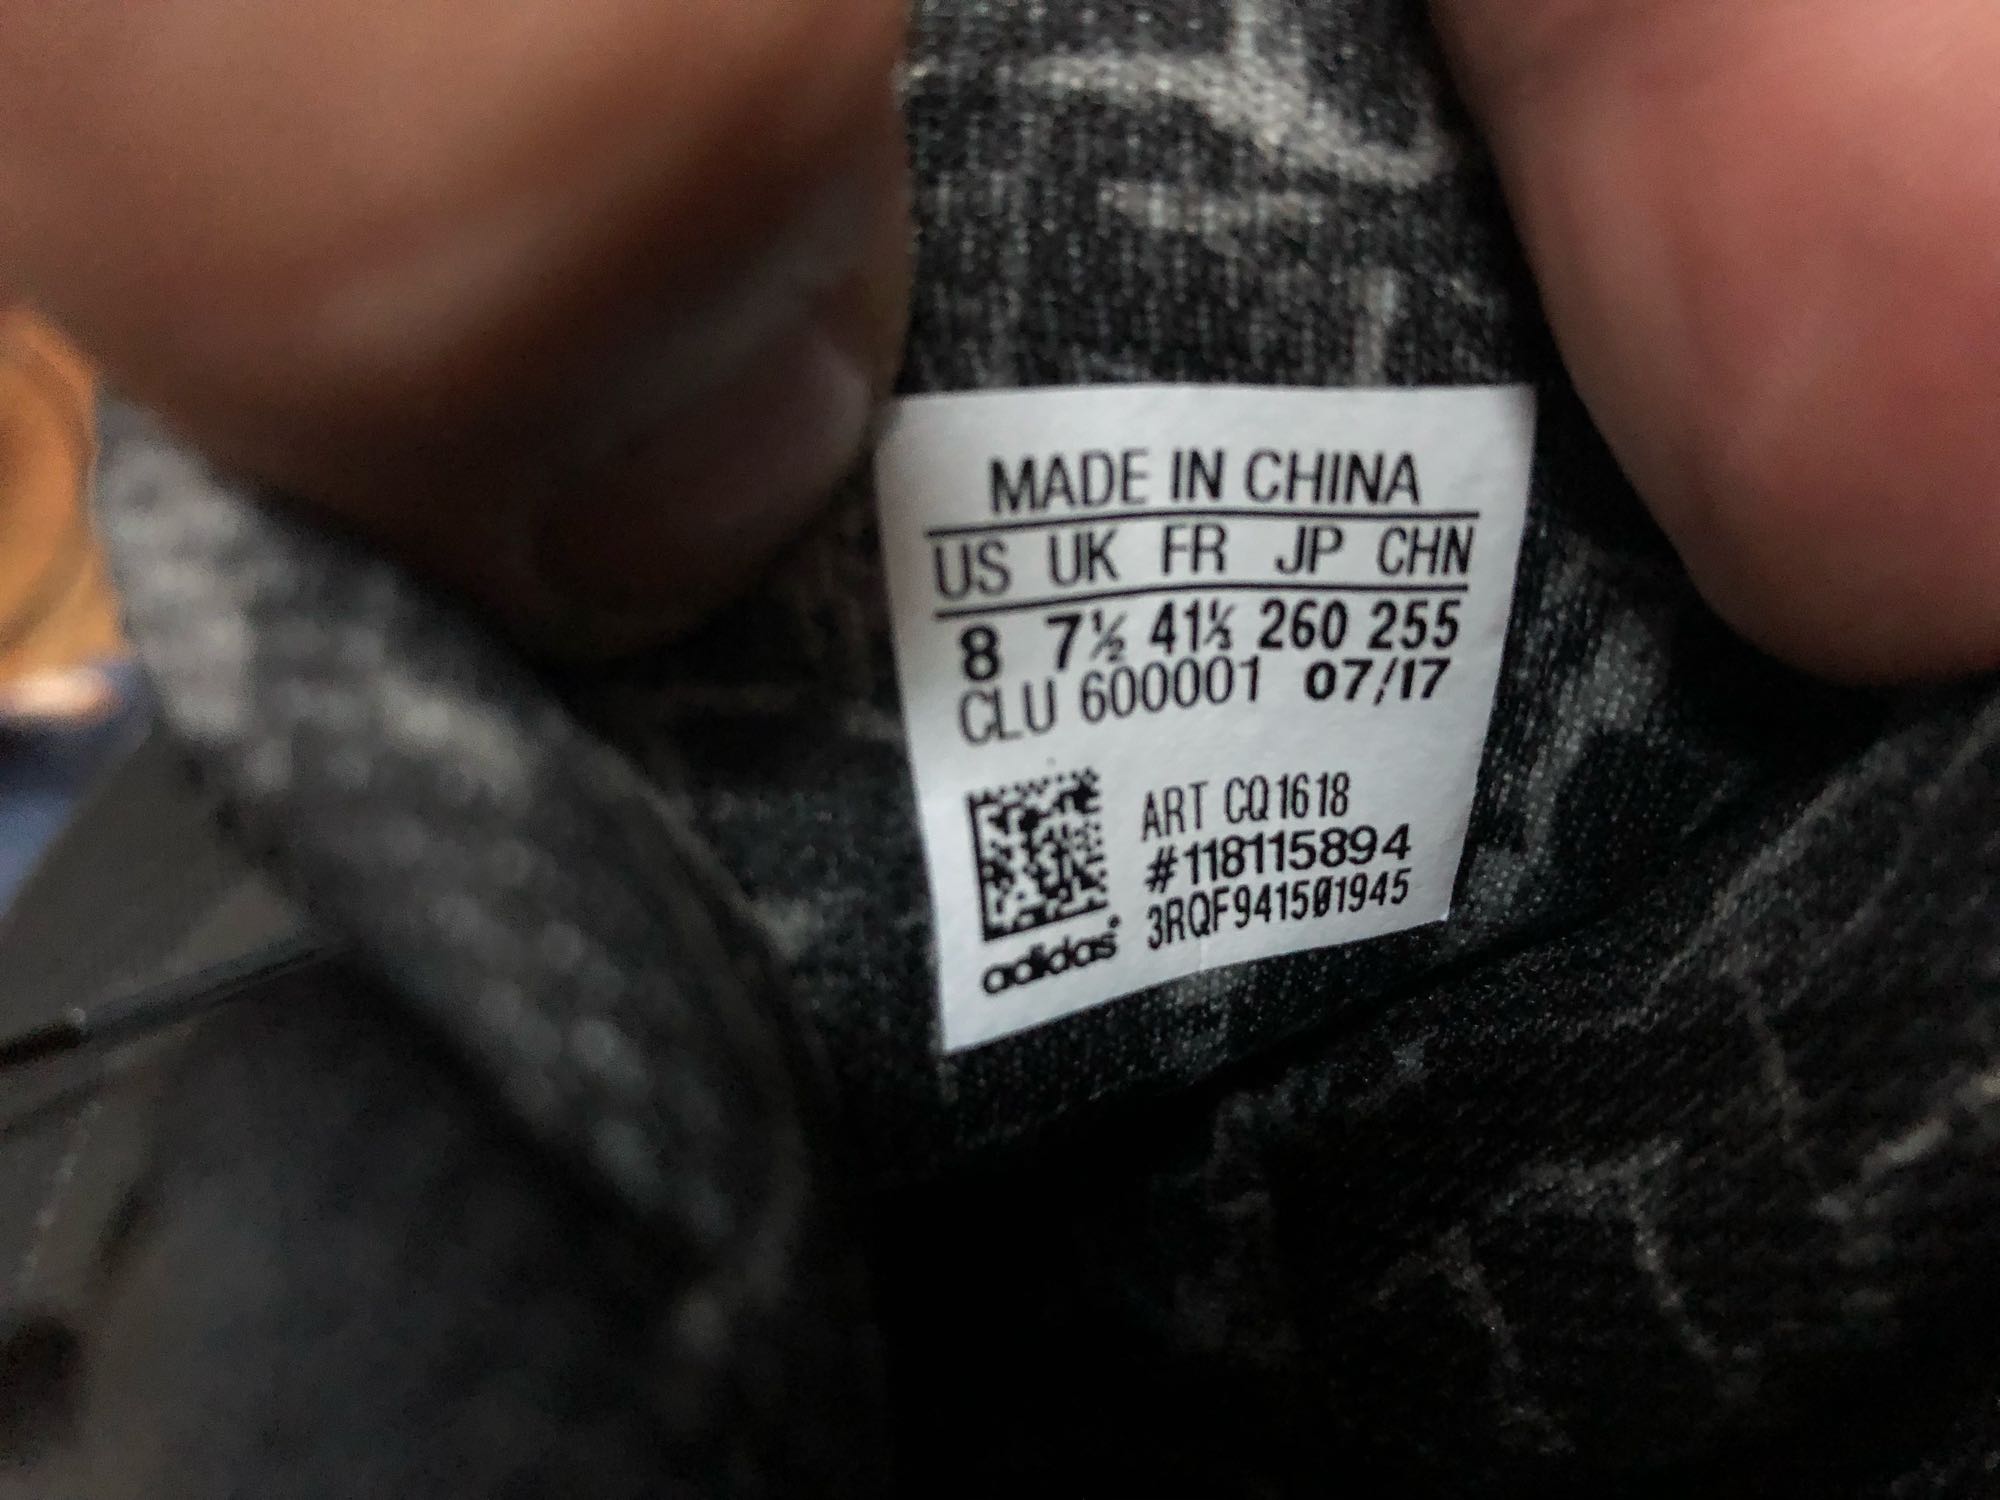 MADE IN CHINA
US UK FR JP CHN
8 7½ 41⅓ 260 255
CLU 600001 07/17
ART CQ1618
#118115894
3RQF941501945
adidas®